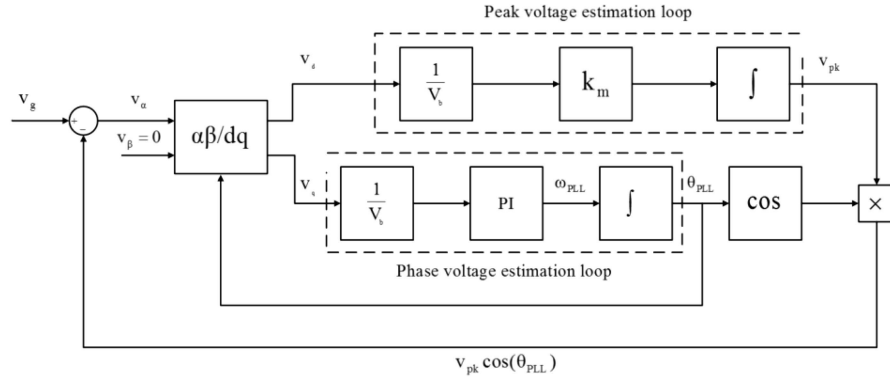 Peak voltage estimation loop
v_g
+
−
v_α
v_β = 0
αβ/dq
v_d
1/V_b
k_m
∫
v_pk
v_q
1/V_b
PI
ω_PLL
∫
θ_PLL
cos
×
Phase voltage estimation loop
v_pk cos(θ_PLL)